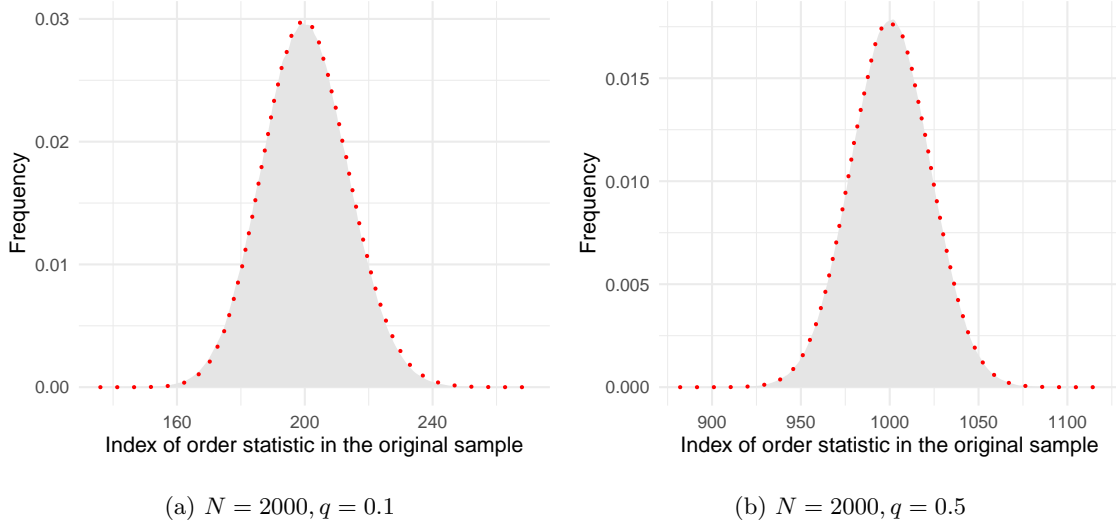 0.03
0.02
0.01
0.00
Frequency
160 200 240
Index of order statistic in the original sample
(a) N = 2000, q = 0.1
0.015
0.010
0.005
0.000
Frequency
900 950 1000 1050 1100
Index of order statistic in the original sample
(b) N = 2000, q = 0.5